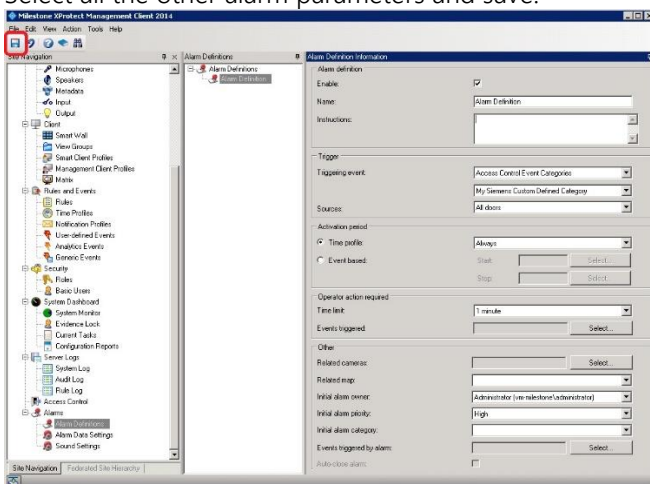 Select all the other alarm parameters and save.
Milestone XProtect Management Client 2014
File Edit View Action Tools Help
Site Navigation
Microphones
Speakers
Metadata
Input
Output
Client
Smart Wall
View Groups
Smart Client Profiles
Management Client Profiles
Matrix
Rules and Events
Rules
Time Profiles
Notification Profiles
User-defined Events
Analytics Events
Generic Events
Security
Roles
Basic Users
System Dashboard
System Monitor
Evidence Lock
Current Tasks
Configuration Reports
Server Logs
System Log
Audit Log
Rule Log
Access Control
Alarms
Alarm Definitions
Alarm Data Settings
Sound Settings
Site Navigation Federated Site Hierarchy
Alarm Definitions
Alarm Definitions
Alarm Definition
Alarm Definition Information
Alarm definition
Enable:
Name: Alarm Definition
Instructions:
Trigger
Triggering event: Access Control Event Categories
My Siemens Custom Defined Category
Sources: All doors
Activation period
Time profile: Always
Event based: Start: Select...
Stop: Select...
Operator action required
Time limit: 1 minute
Events triggered: Select...
Other
Related cameras: Select...
Related map:
Initial alarm owner: Administrator (vm-milestone\administrator)
Initial alarm priority: High
Initial alarm category:
Events triggered by alarm: Select...
Auto-close alarm: